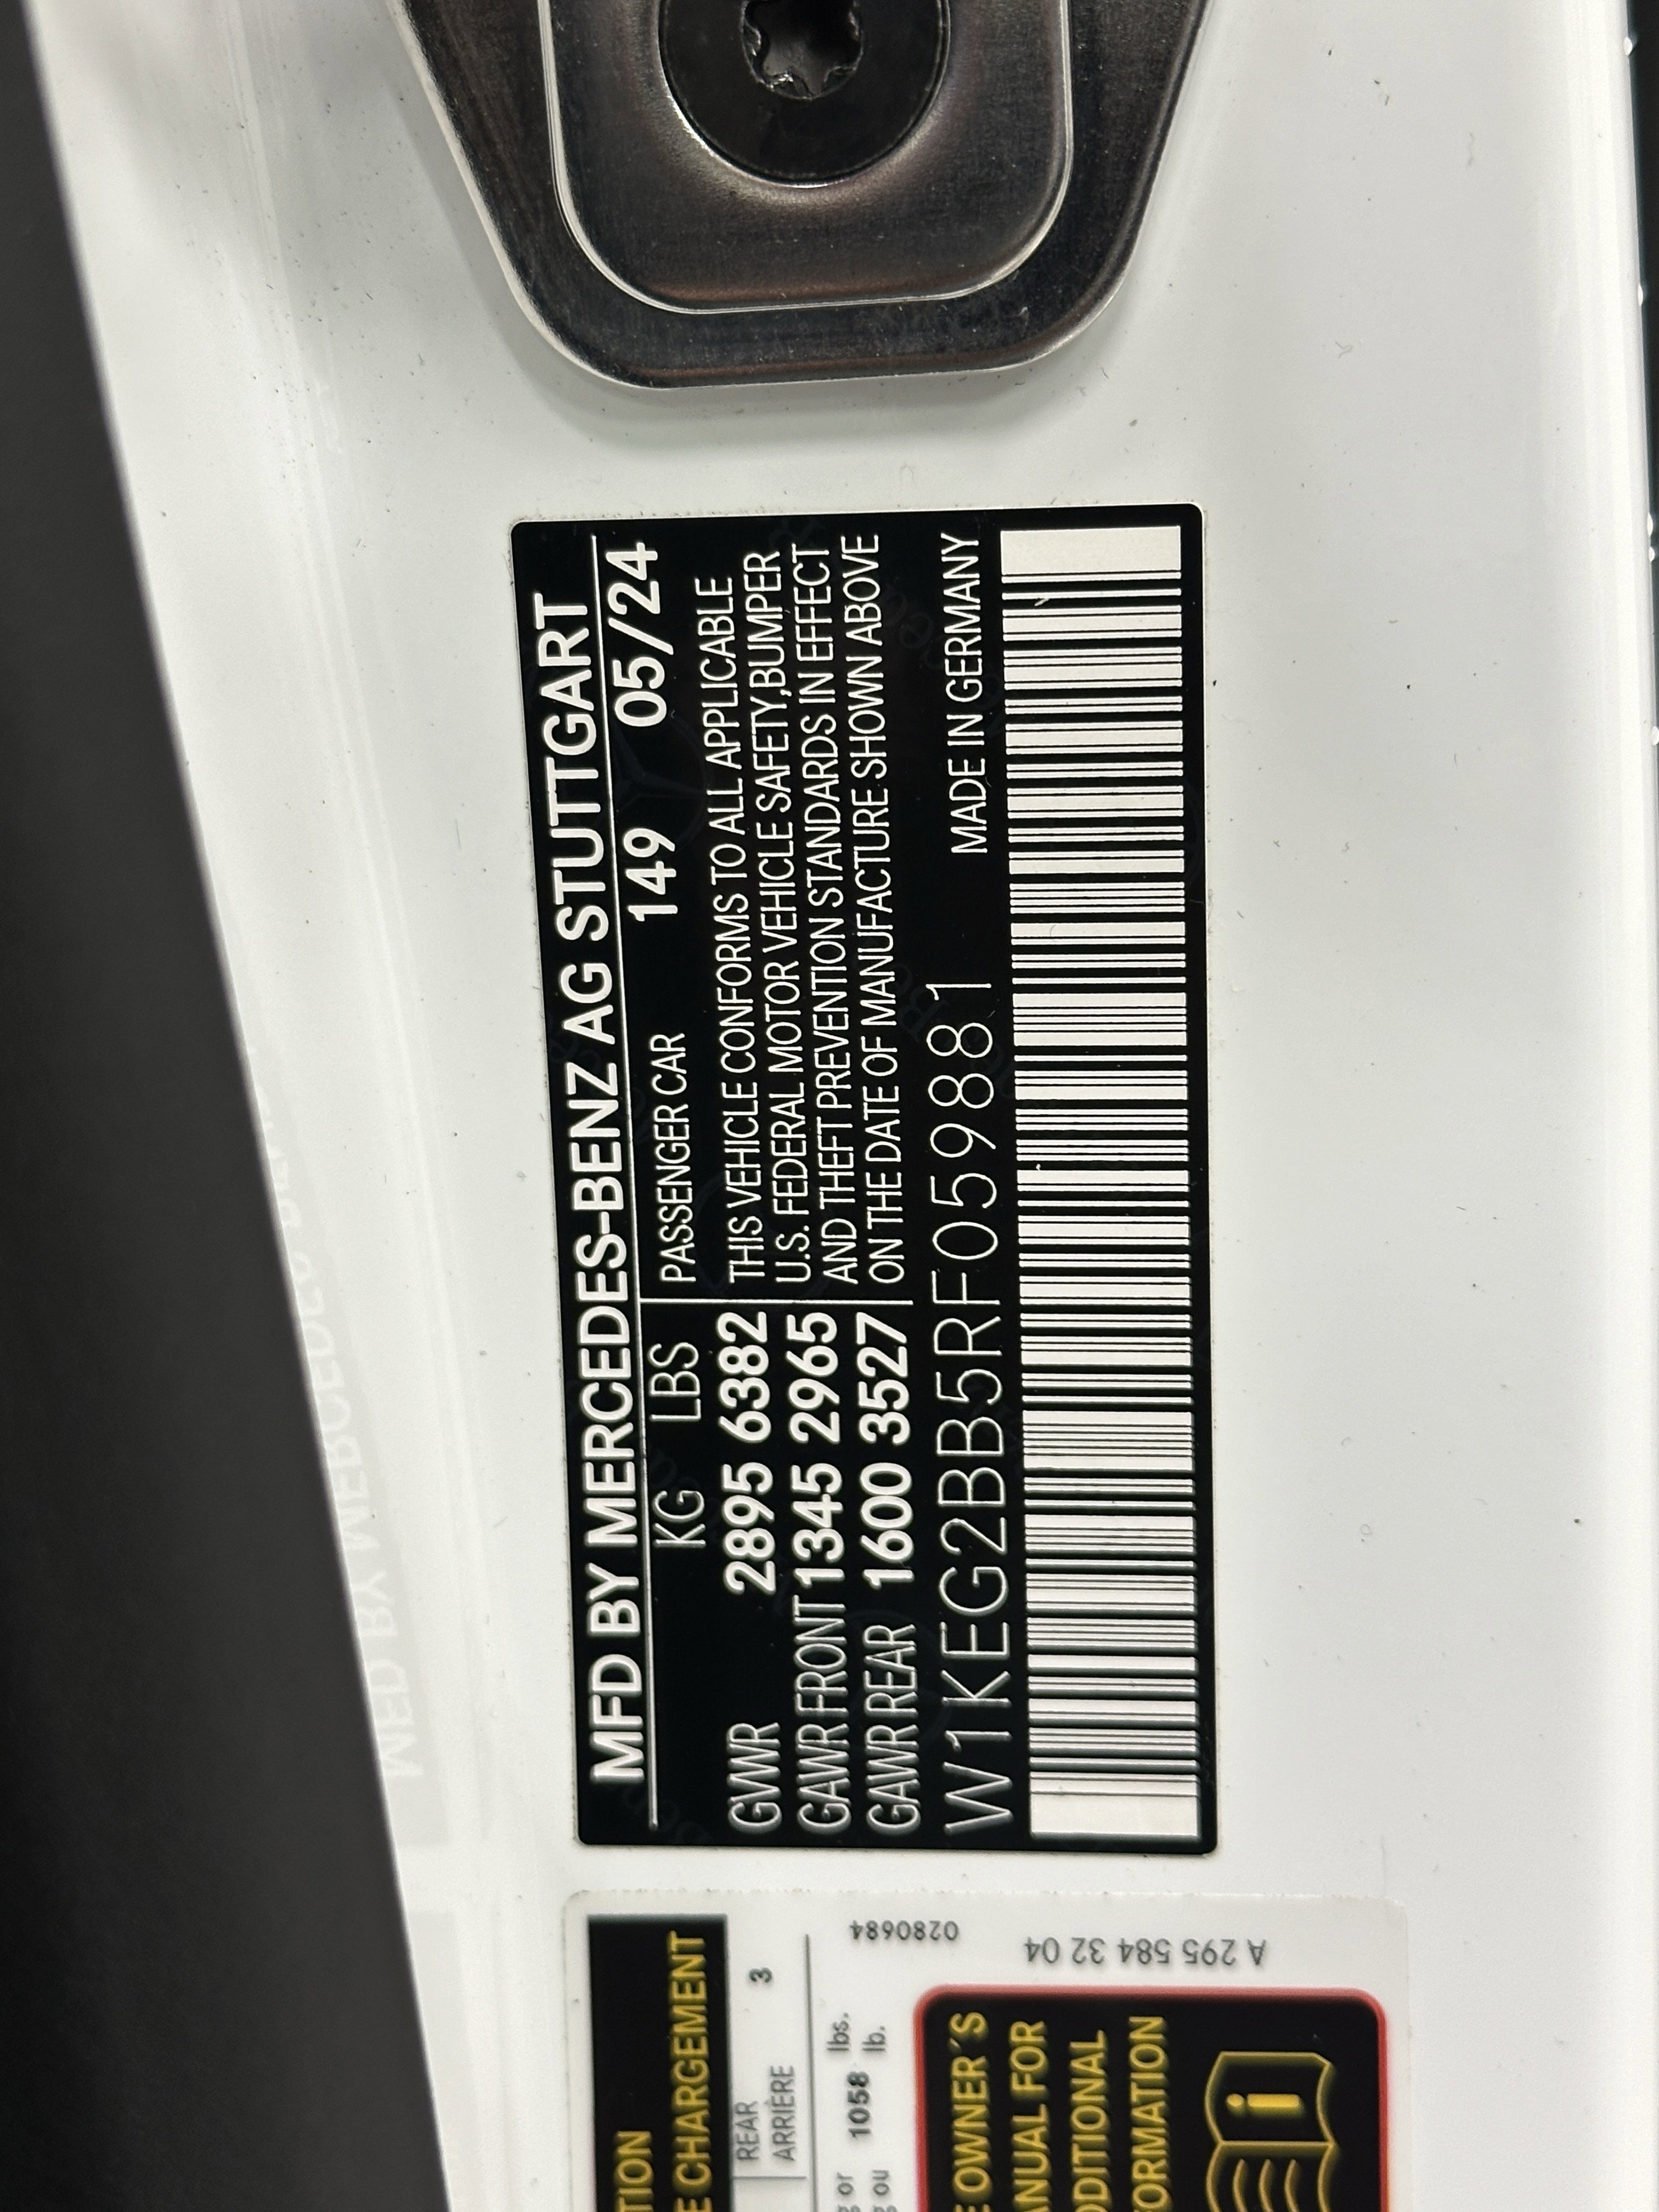 MFD BY MERCEDES-BENZ AG STUTTGART
KG LBS PASSENGER CAR 149 05/24
GVWR 2895 6382 THIS VEHICLE CONFORMS TO ALL APPLICABLE
GAWR FRONT 1345 2965 U.S. FEDERAL MOTOR VEHICLE SAFETY,BUMPER
GAWR REAR 1600 3527 AND THEFT PREVENTION STANDARDS IN EFFECT
ON THE DATE OF MANUFACTURE SHOWN ABOVE
W1KEG2BB5RF059881 MADE IN GERMANY
CHARGEMENT
REAR 3
ARRIÈRE
or 1058 lbs.
ou lb.
0280684
A 295 584 32 04
OWNER'S
FOR